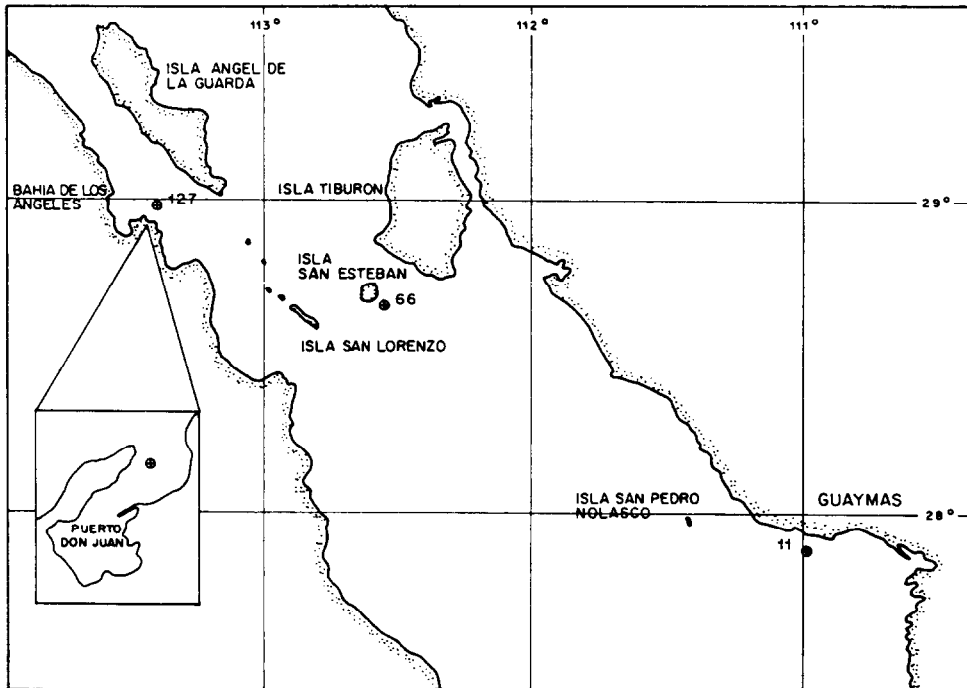 113°
112°
111°
ISLA ANGEL DE
LA GUARDA
BAHIA DE LOS
ANGELES
127
ISLA TIBURON
29°
ISLA
SAN ESTEBAN
66
ISLA SAN LORENZO
ISLA SAN PEDRO
NOLASCO
GUAYMAS
28°
11
PUERTO
DON JUAN